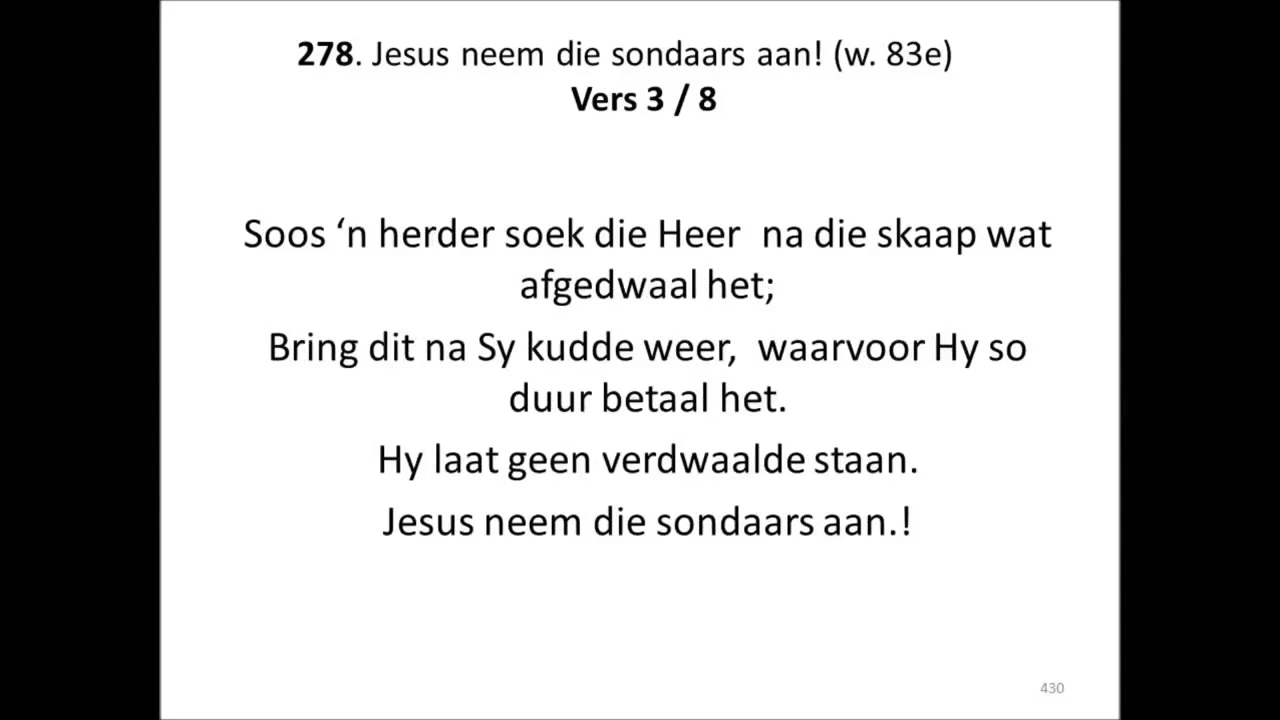 278. Jesus neem die sondaars aan! (w. 83e)
Vers 3 / 8
Soos ‘n herder soek die Heer  na die skaap wat
afgedwaal het;
Bring dit na Sy kudde weer,  waarvoor Hy so
duur betaal het.
Hy laat geen verdwaalde staan.
Jesus neem die sondaars aan.!
430